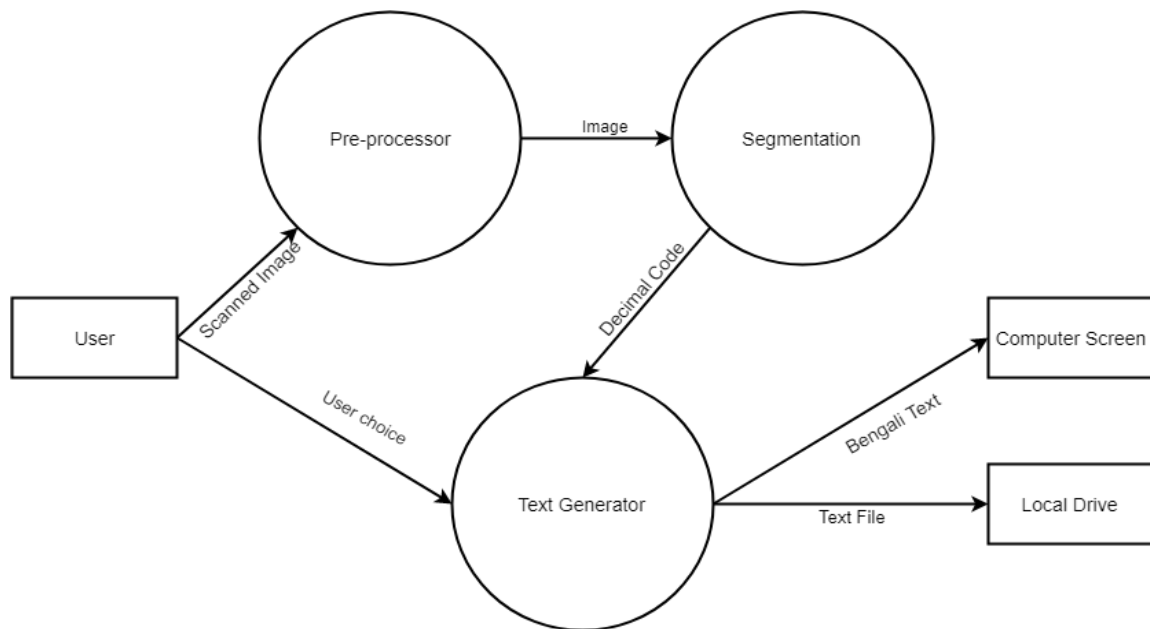 Pre-processor
Image
Segmentation
Scanned Image
Decimal Code
User
Computer Screen
User choice
Bengali Text
Text Generator
Text File
Local Drive